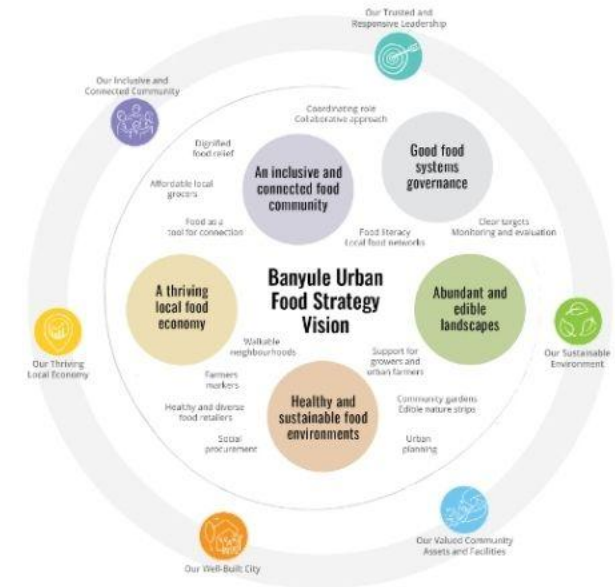 Our Trusted and
Responsive Leadership
Our Inclusive and
Connected Community
Coordinating role
Collaborative approach
Dignified
food relief
An inclusive and
connected food
community
Good food
systems
governance
Affordable local
grocers
Food as a
tool for connection
Food literacy
Local food networks
Clear targets
Monitoring and evaluation
A thriving
local food
economy
Banyule Urban
Food Strategy
Vision
Abundant and
edible
landscapes
Our Thriving
Local Economy
Our Sustainable
Environment
Walkable
neighbourhoods
Support for
growers and
urban farmers
Farmers
markers
Healthy and
sustainable food
environments
Healthy and diverse
food retailers
Community gardens
Edible nature strips
Social
procurement
Urban
planning
Our Well-Built City
Our Valued Community
Assets and Facilities